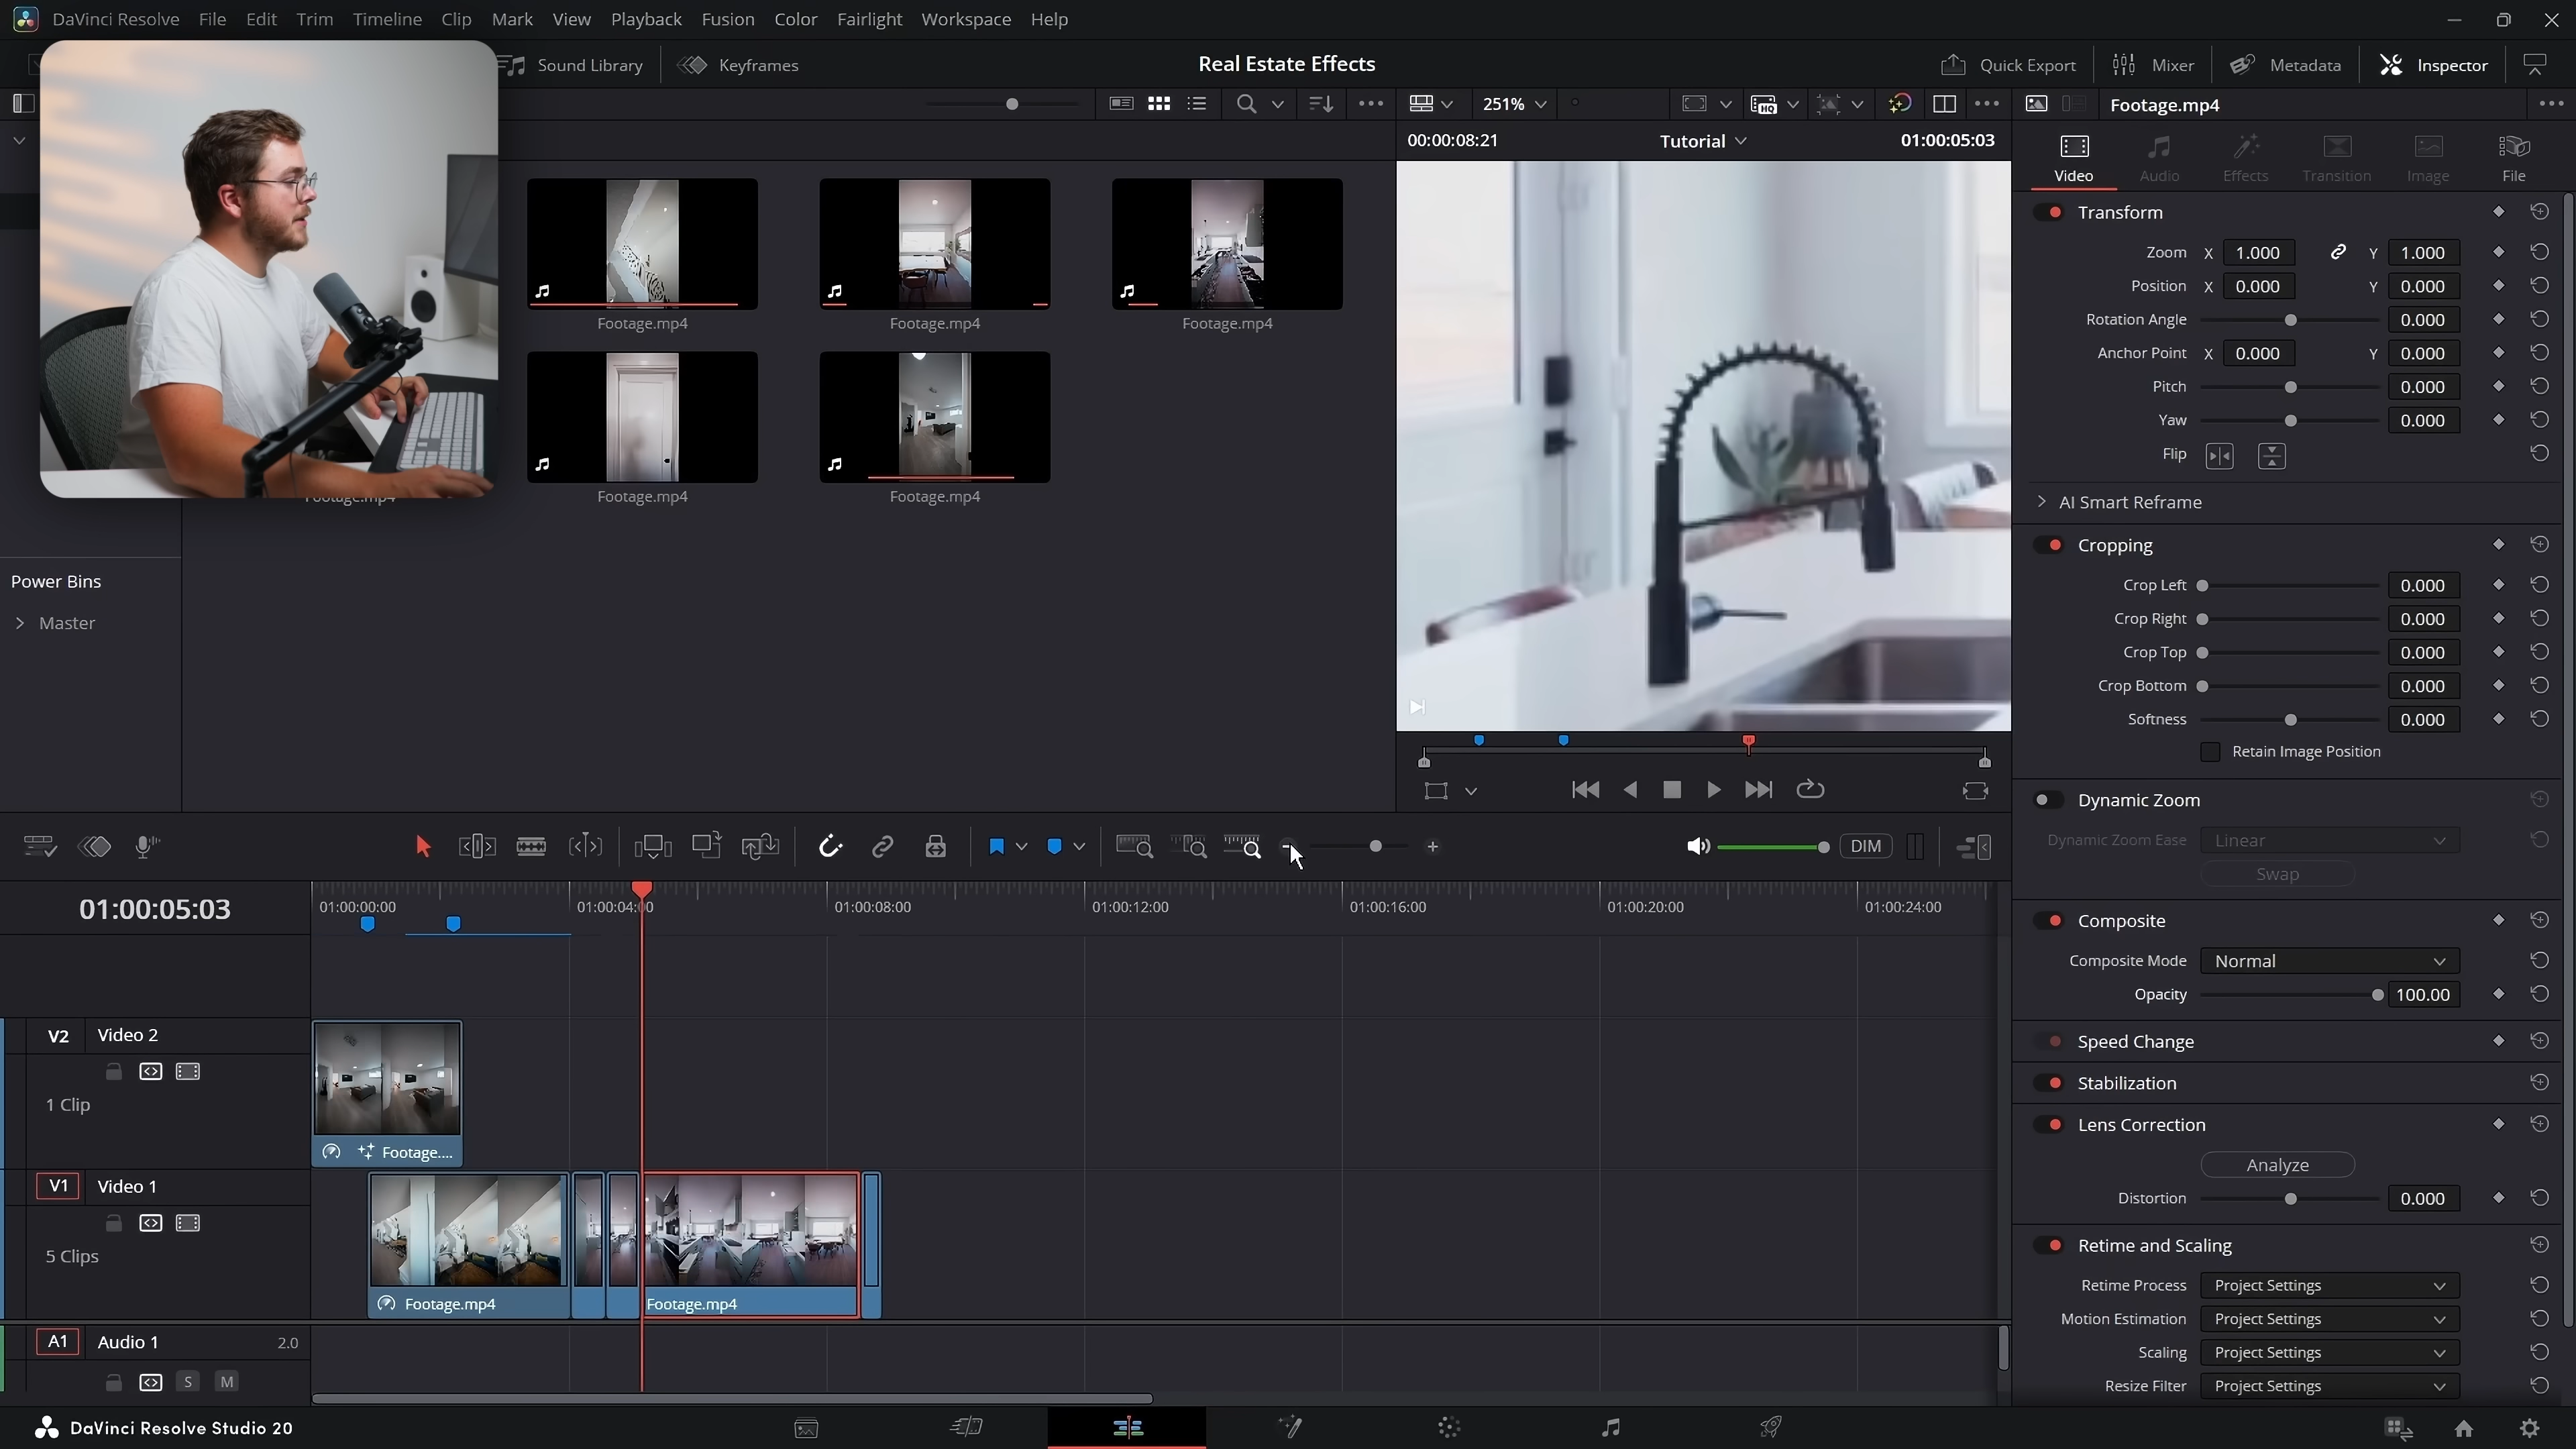 DaVinci Resolve File Edit Trim Timeline Clip Mark View Playback Fusion Color Fairlight Workspace Help
Sound Library Keyframes Real Estate Effects Quick Export Mixer Metadata Inspector
251% Footage.mp4
00:00:08:21 Tutorial 01:00:05:03
Video Audio Effects Transition Image File
Footage.mp4 Footage.mp4 Footage.mp4
Footage.mp4 Footage.mp4 Footage.mp4
Power Bins
Master
Transform
Zoom X 1.000 Y 1.000
Position X 0.000 Y 0.000
Rotation Angle 0.000
Anchor Point X 0.000 Y 0.000
Pitch 0.000
Yaw 0.000
Flip
AI Smart Reframe
Cropping
Crop Left 0.000
Crop Right 0.000
Crop Top 0.000
Crop Bottom 0.000
Softness 0.000
Retain Image Position
Dynamic Zoom
Dynamic Zoom Ease Linear
Swap
Composite
Composite Mode Normal
Opacity 100.00
Speed Change
Stabilization
Lens Correction
Analyze
Distortion 0.000
Retime and Scaling
Retime Process Project Settings
Motion Estimation Project Settings
Scaling Project Settings
Resize Filter Project Settings
DIM
01:00:05:03
01:00:00:00 01:00:04:00 01:00:08:00 01:00:12:00 01:00:16:00 01:00:20:00 01:00:24:00
V2 Video 2
1 Clip
Footage....
V1 Video 1
5 Clips
Footage.mp4 Footage.mp4
A1 Audio 1 2.0
S M
DaVinci Resolve Studio 20